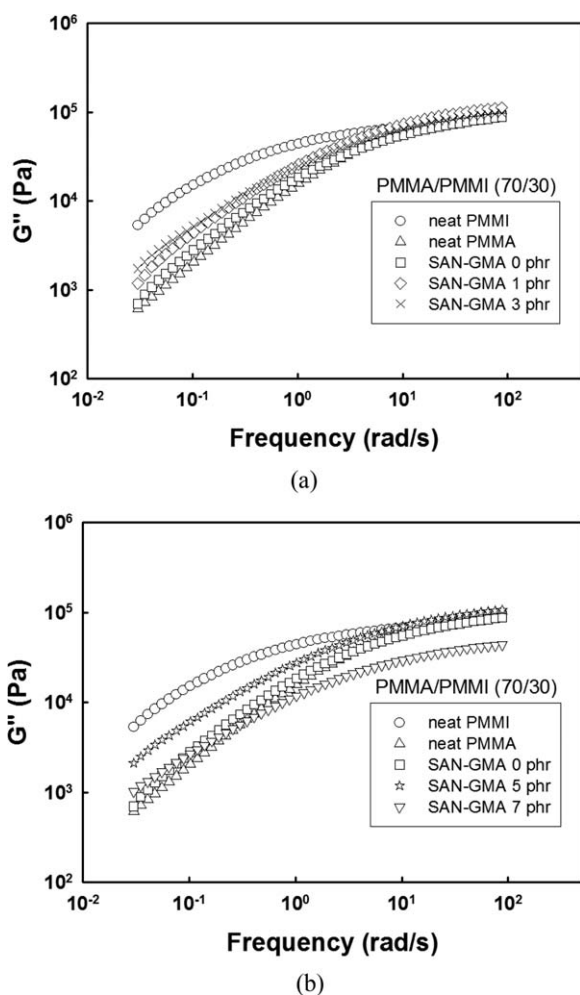 10⁶
10⁵
10⁴
10³
10²
G" (Pa)
PMMA/PMMI (70/30)
neat PMMI
neat PMMA
SAN-GMA 0 phr
SAN-GMA 1 phr
SAN-GMA 3 phr
10⁻² 10⁻¹ 10⁰ 10¹ 10²
Frequency (rad/s)
(a)
10⁶
10⁵
10⁴
10³
10²
G" (Pa)
PMMA/PMMI (70/30)
neat PMMI
neat PMMA
SAN-GMA 0 phr
SAN-GMA 5 phr
SAN-GMA 7 phr
10⁻² 10⁻¹ 10⁰ 10¹ 10²
Frequency (rad/s)
(b)